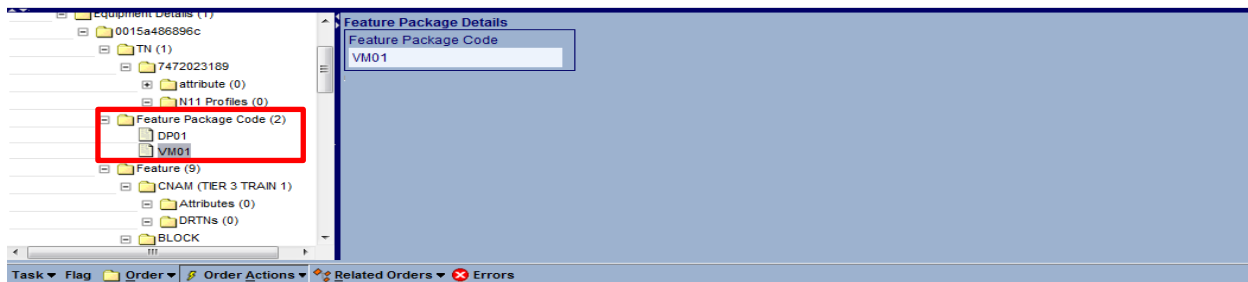 Equipment Details (1)
0015a486896c
TN (1)
7472023189
attribute (0)
N11 Profiles (0)
Feature Package Code (2)
DP01
VM01
Feature (9)
CNAM (TIER 3 TRAIN 1)
Attributes (0)
DRTNs (0)
BLOCK
Feature Package Details
Feature Package Code
VM01
Task Flag Order Order Actions Related Orders Errors